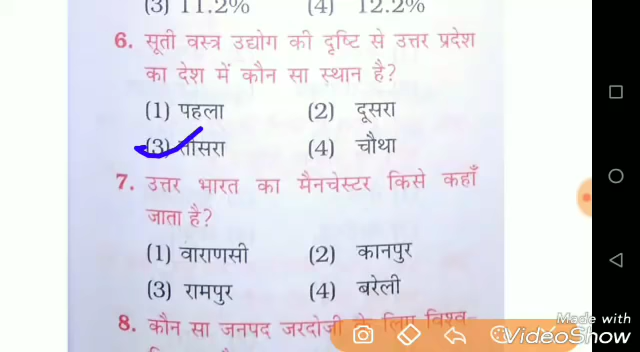 (3) 11.2% (4) 12.2%
6. सूती वस्त्र उद्योग की दृष्टि से उत्तर प्रदेश
का देश में कौन सा स्थान है?
(1) पहला (2) दूसरा
(3) तीसरा (4) चौथा
7. उत्तर भारत का मैनचेस्टर किसे कहाँ
जाता है?
(1) वाराणसी (2) कानपुर
(3) रामपुर (4) बरेली
8. कौन सा जनपद जरदोजी के लिए विश्व-
Made with
VideoShow